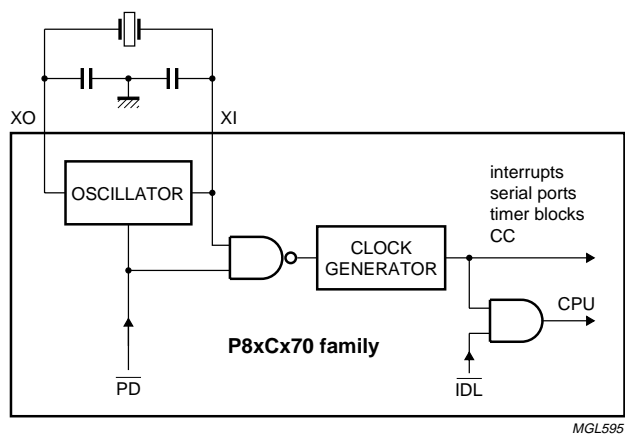 XO
XI
OSCILLATOR
interrupts
serial ports
timer blocks
CC
CLOCK
GENERATOR
CPU
P8xCx70 family
PD
IDL
MGL595